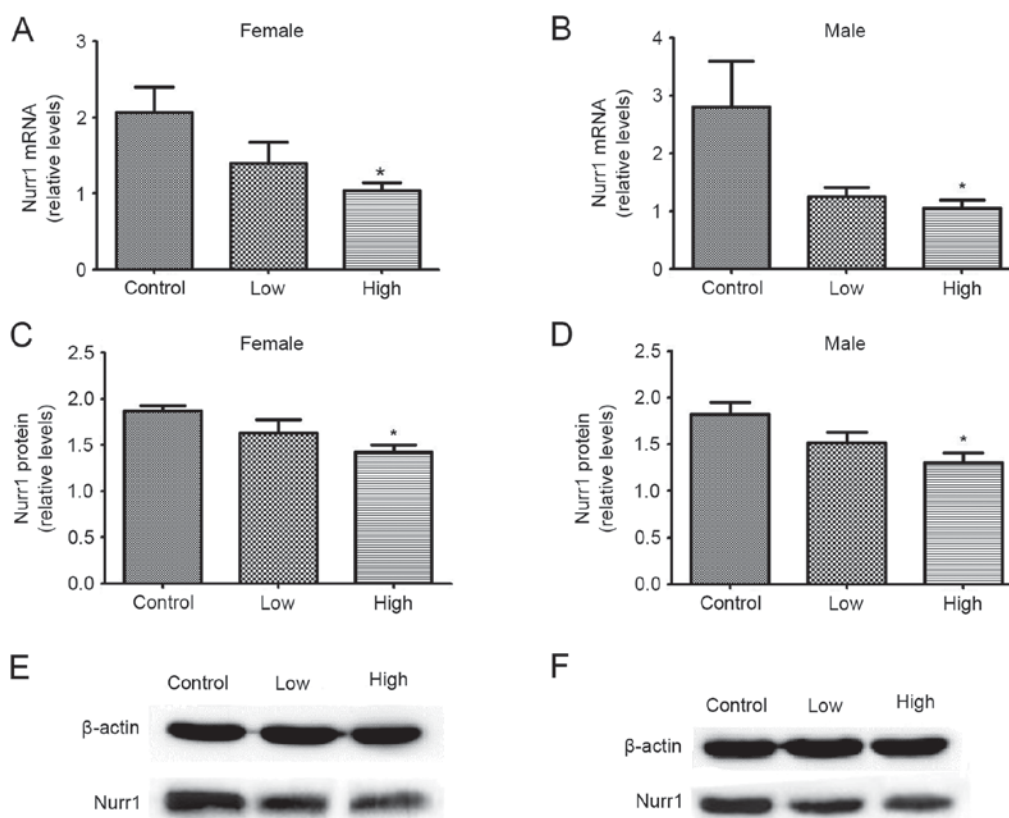 A
Female
Nurr1 mRNA
(relative levels)
3
2
1
0
Control Low High
*
B
Male
Nurr1 mRNA
(relative levels)
4
3
2
1
0
Control Low High
*
C
Female
Nurr1 protein
(relative levels)
2.5
2.0
1.5
1.0
0.5
0.0
Control Low High
*
D
Male
Nurr1 protein
(relative levels)
2.5
2.0
1.5
1.0
0.5
0.0
Control Low High
*
E
Control Low High
β-actin
Nurr1
F
Control Low High
β-actin
Nurr1